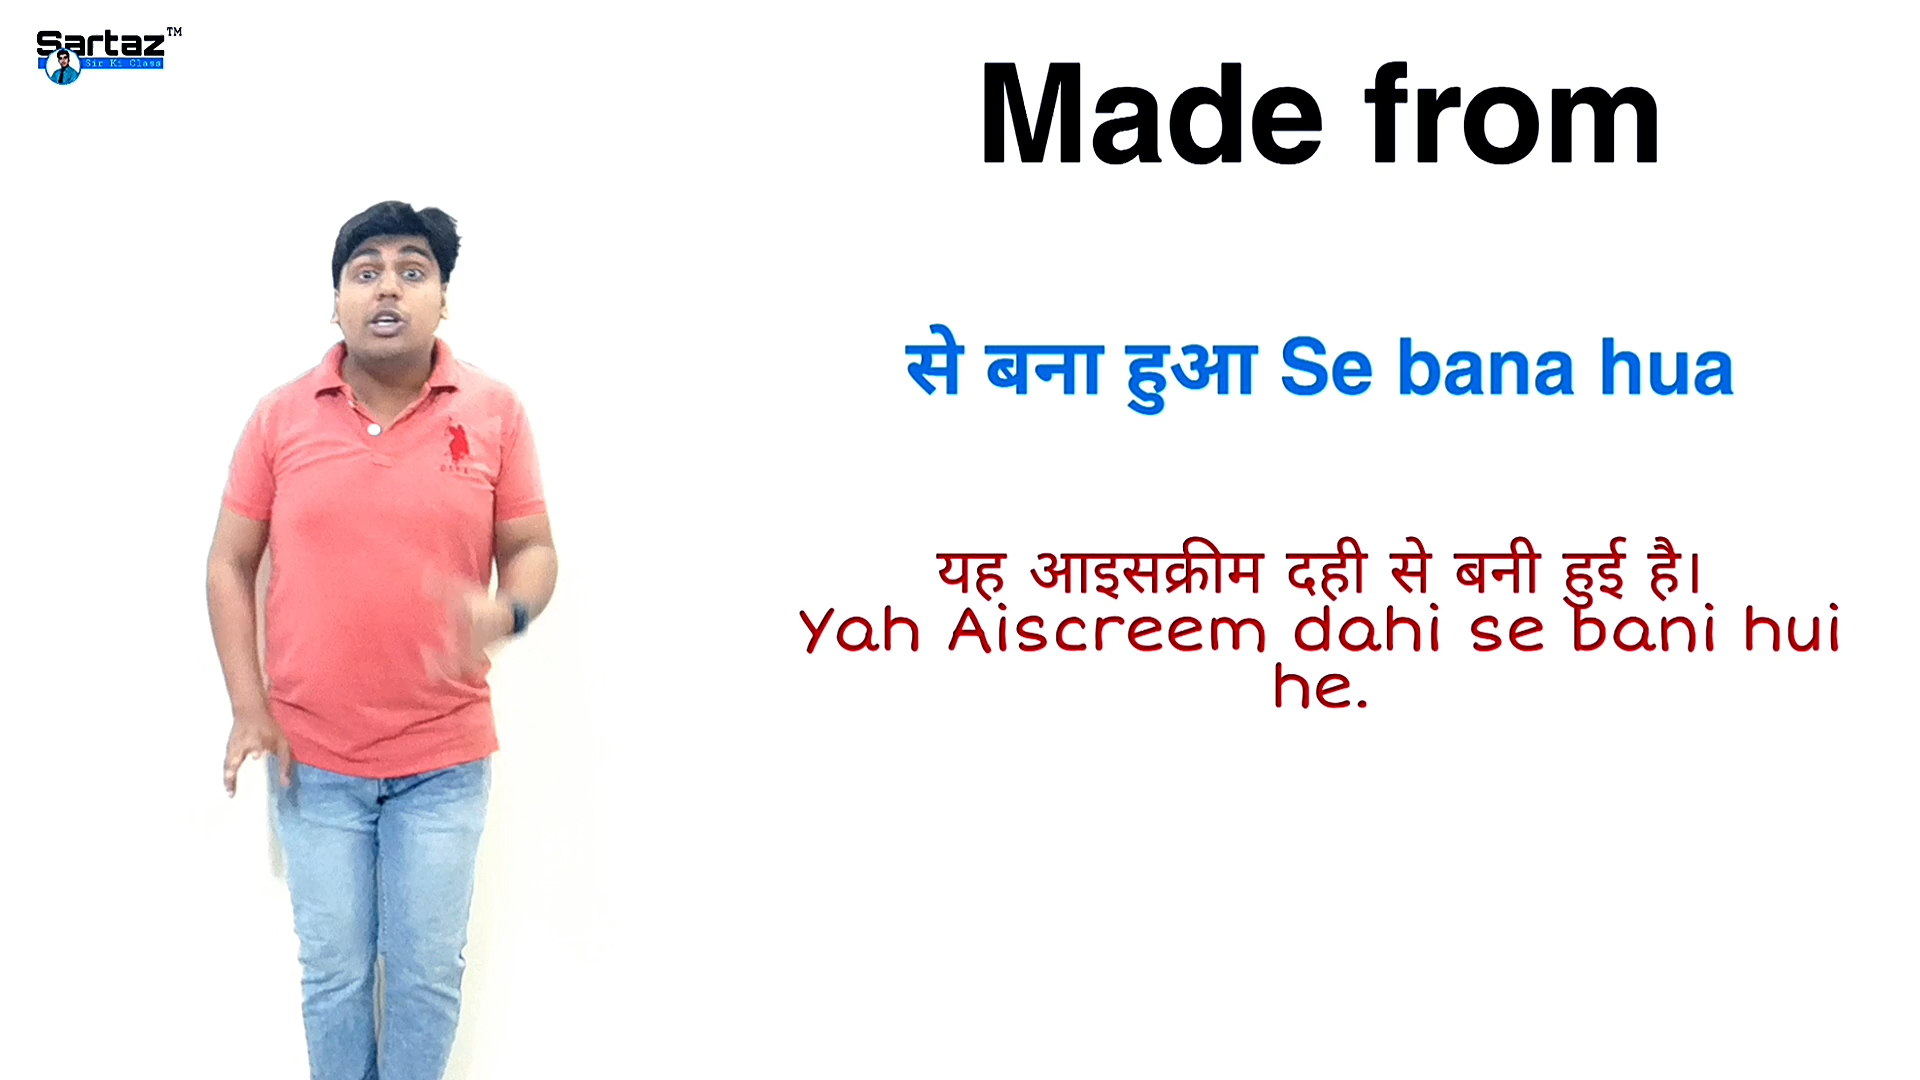 Sartaz™
Sir Ki Class
Made from
से बना हुआ Se bana hua
यह आइसक्रीम दही से बनी हुई है।
Yah Aiscreem dahi se bani hui
he.